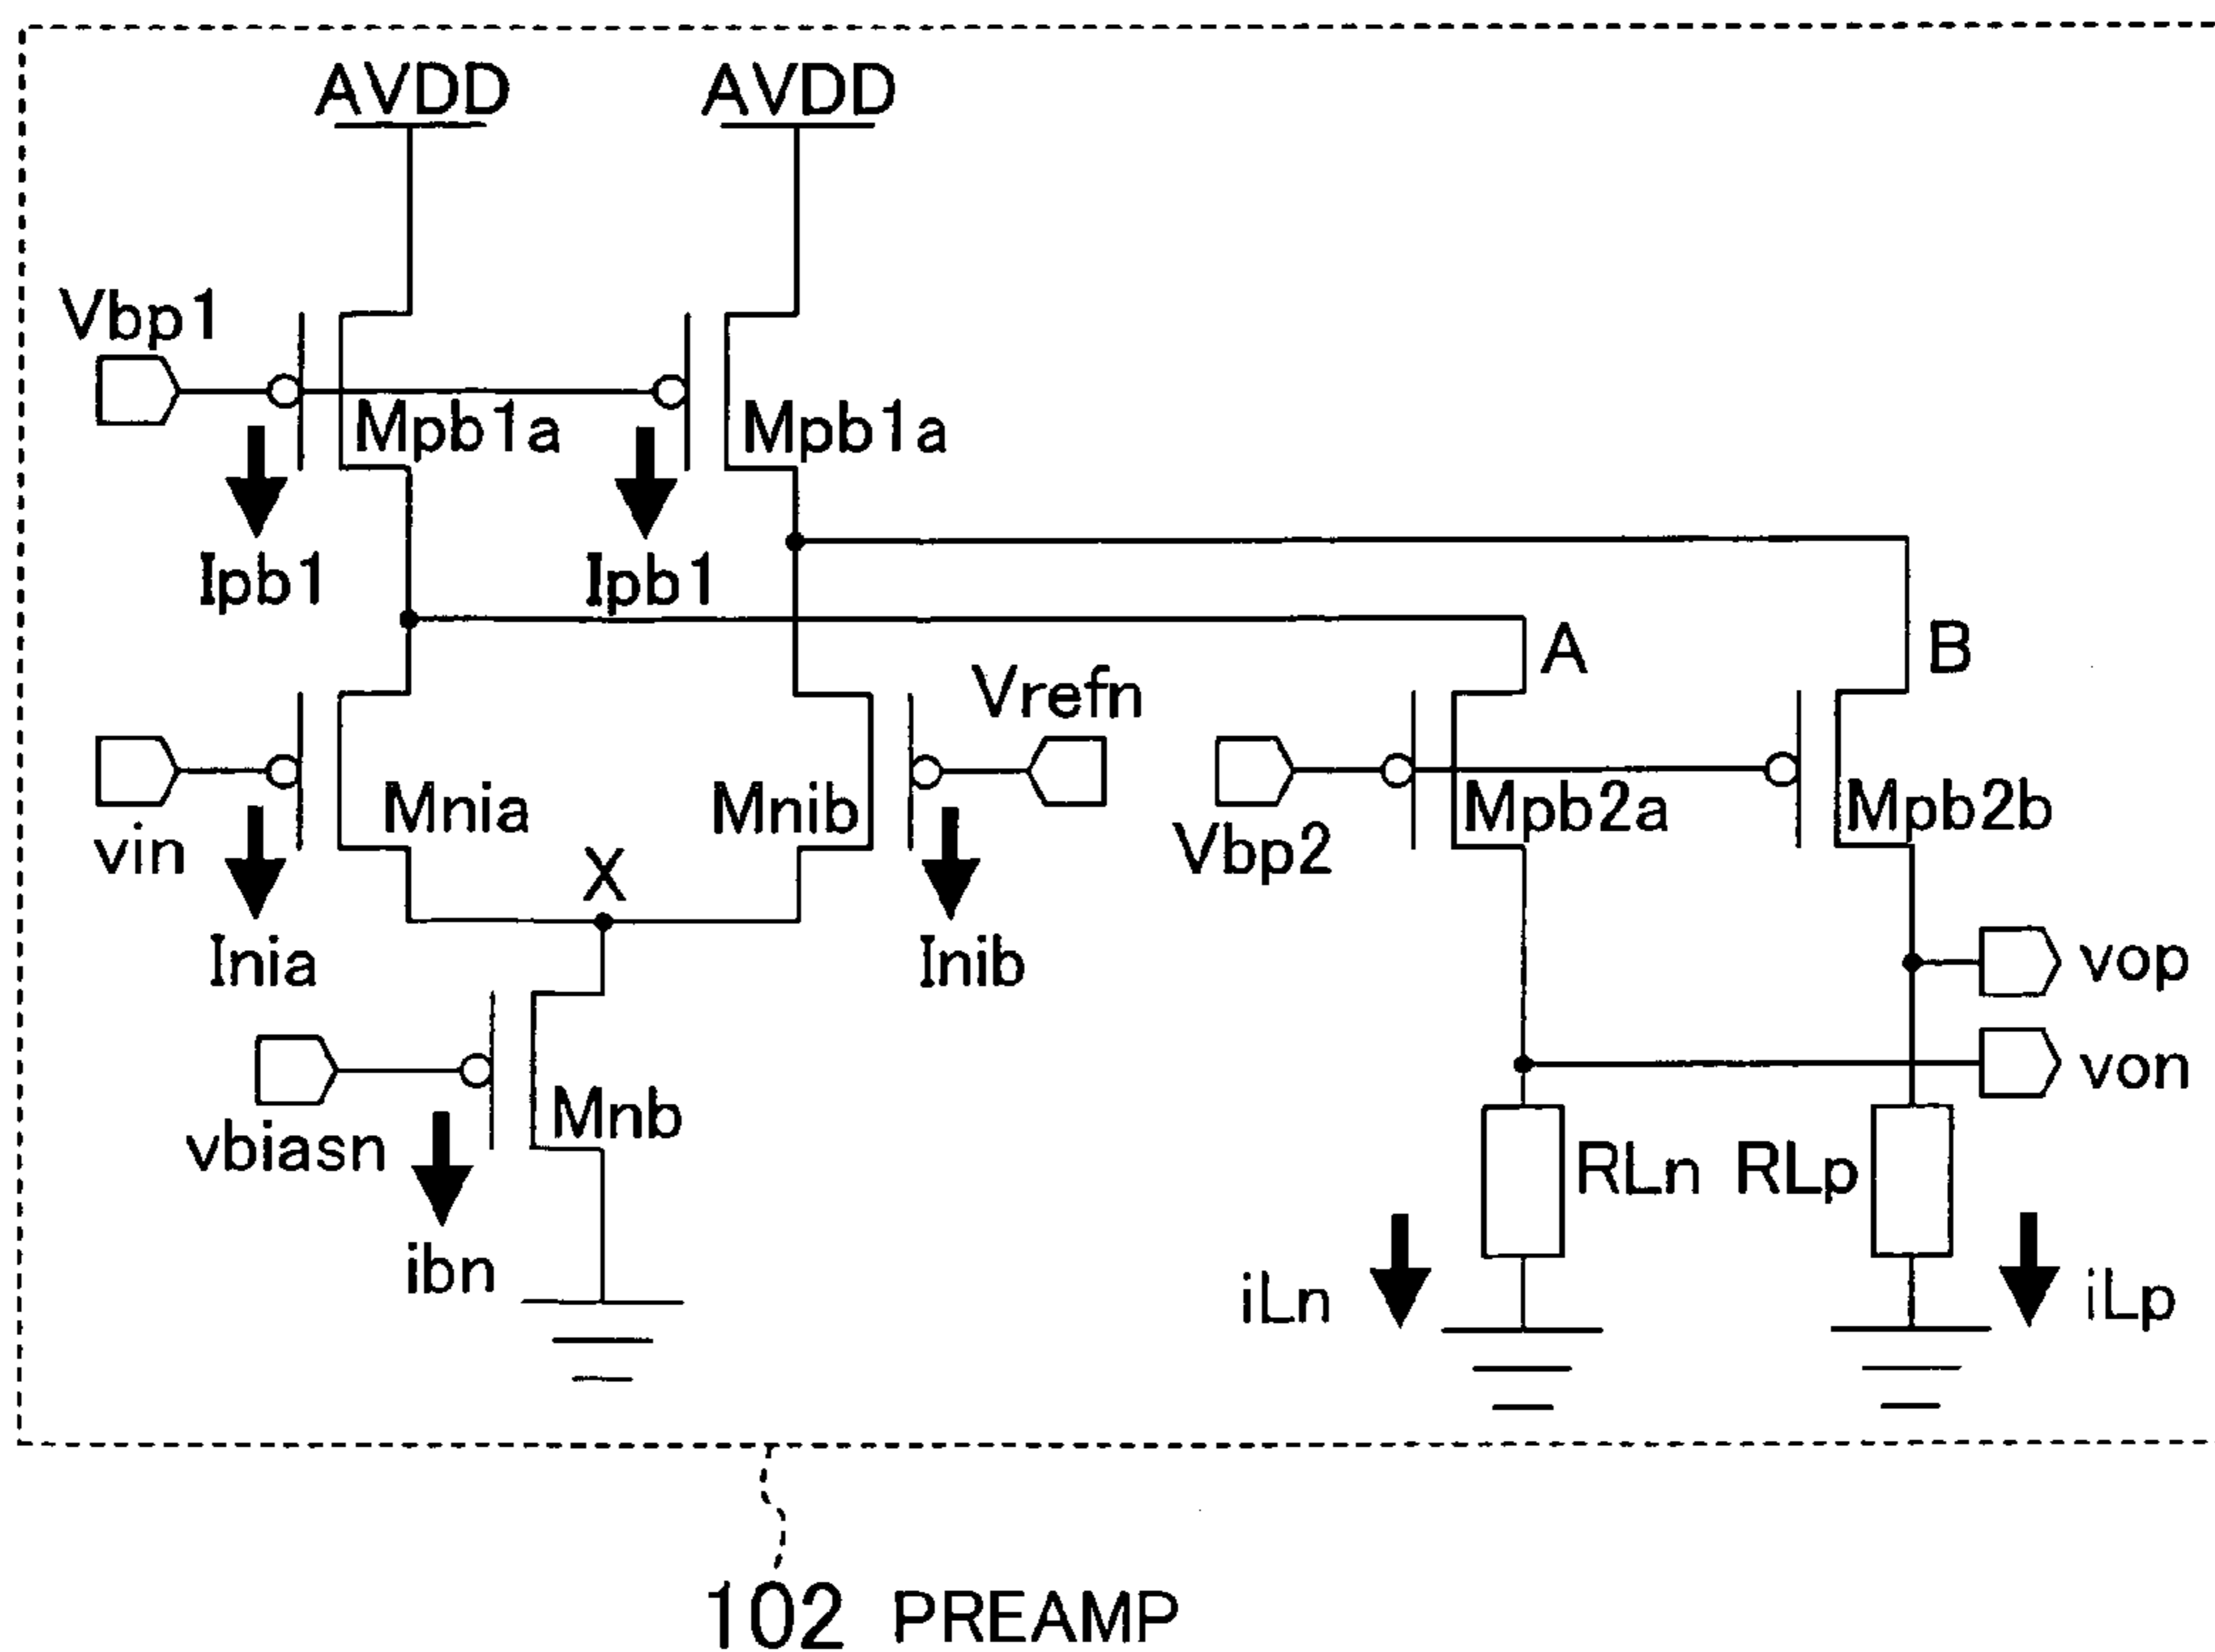 AVDD
AVDD
Vbp1
Mpb1a
Mpb1a
Ipb1
Ipb1
A
B
Vrefn
vin
Mnia
Mnib
Vbp2
Mpb2a
Mpb2b
X
Inia
Inib
vop
von
vbiasn
Mnb
ibn
RLn
RLp
iLn
iLp
102 PREAMP